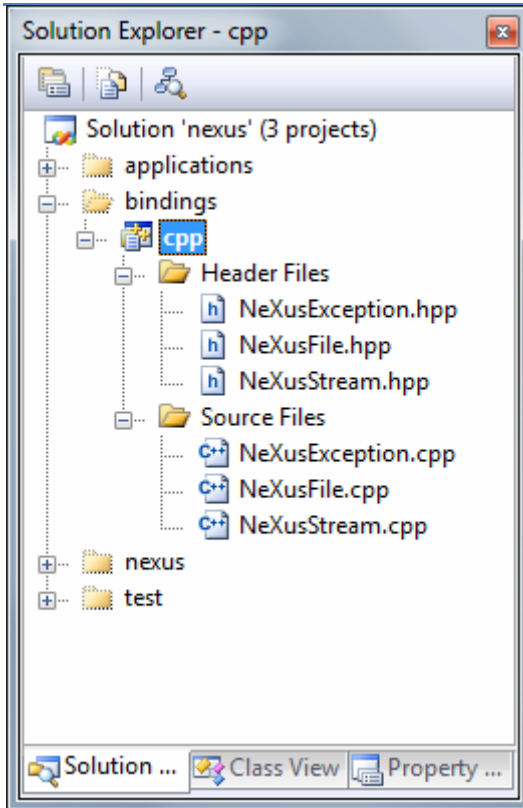 Solution Explorer - cpp
Solution 'nexus' (3 projects)
applications
bindings
cpp
Header Files
NeXusException.hpp
NeXusFile.hpp
NeXusStream.hpp
Source Files
NeXusException.cpp
NeXusFile.cpp
NeXusStream.cpp
nexus
test
Solution ... Class View Property ...